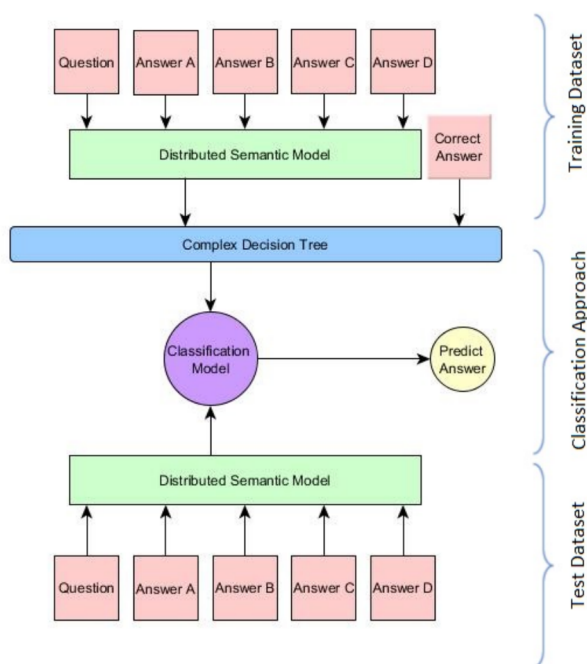 Question
Answer A
Answer B
Answer C
Answer D
Distributed Semantic Model
Correct
Answer
Training Dataset
Complex Decision Tree
Classification
Model
Predict
Answer
Classification Approach
Distributed Semantic Model
Question
Answer A
Answer B
Answer C
Answer D
Test Dataset